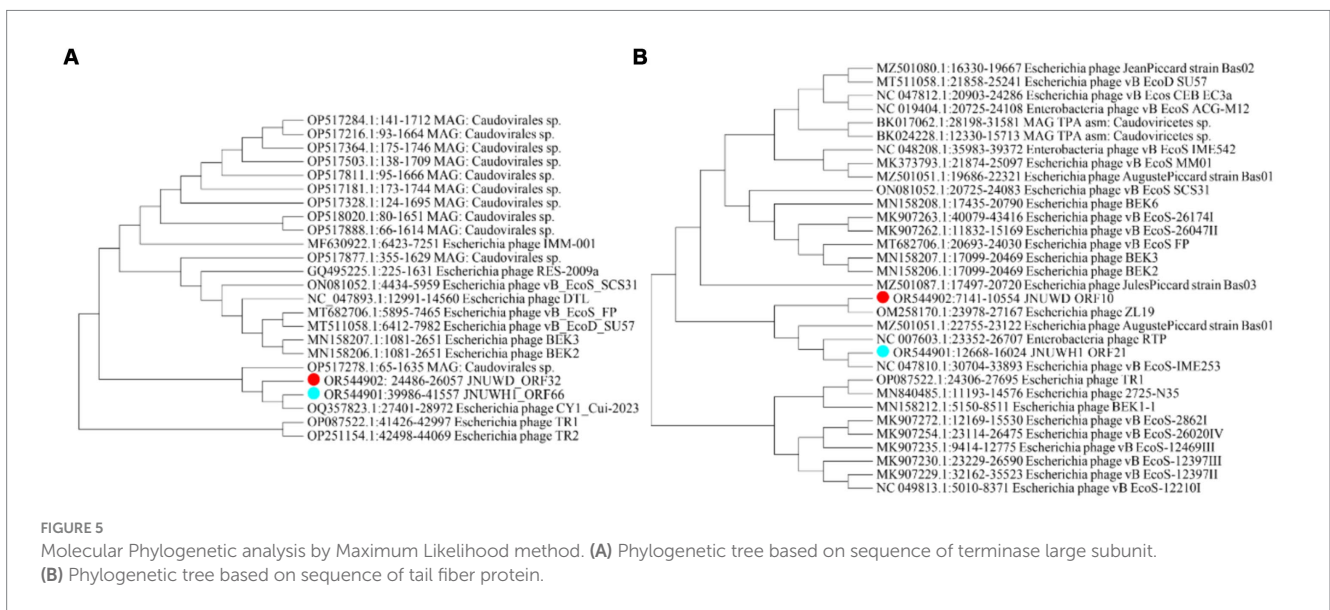 A
OP517284.1:141-1712 MAG: Caudovirales sp.
OP517216.1:93-1664 MAG: Caudovirales sp.
OP517364.1:175-1746 MAG: Caudovirales sp.
OP517503.1:138-1709 MAG: Caudovirales sp.
OP517811.1:95-1666 MAG: Caudovirales sp.
OP517181.1:173-1744 MAG: Caudovirales sp.
OP517328.1:124-1695 MAG: Caudovirales sp.
OP518020.1:80-1651 MAG: Caudovirales sp.
OP517888.1:66-1614 MAG: Caudovirales sp.
MF630922.1:6423-7251 Escherichia phage IMM-001
OP517877.1:355-1629 MAG: Caudovirales sp.
GQ495225.1:225-1631 Escherichia phage RES-2009a
ON081052.1:4434-5959 Escherichia phage vB_EcoS_SCS31
NC_047893.1:12991-14560 Escherichia phage DTL
MT682706.1:5895-7465 Escherichia phage vB_EcoS_FP
MT511058.1:6412-7982 Escherichia phage vB_EcoD_SU57
MN158207.1:1081-2651 Escherichia phage BEK3
MN158206.1:1081-2651 Escherichia phage BEK2
OP517278.1:65-1635 MAG: Caudovirales sp.
OR544902: 24486-26057 JNUWD_ORF32
OR544901:39986-41557 JNUWH1_ORF66
OQ357823.1:27401-28972 Escherichia phage CY1_Cui-2023
OP087522.1:41426-42997 Escherichia phage TR1
OP251154.1:42498-44069 Escherichia phage TR2
B
MZ501080.1:16330-19667 Escherichia phage JeanPiccard strain Bas02
MT511058.1:21858-25241 Escherichia phage vB EcoD SU57
NC 047812.1:20903-24286 Escherichia phage vB Ecos CEB EC3a
NC 019404.1:20725-24108 Enterobacteria phage vB EcoS ACG-M12
BK017062.1:28198-31581 MAG TPA asm: Caudoviricetes sp.
BK024228.1:12330-15713 MAG TPA asm: Caudoviricetes sp.
NC 048208.1:35983-39372 Enterobacteria phage vB EcoS IME542
MK373793.1:21874-25097 Escherichia phage vB EcoS MM01
MZ501051.1:19686-22321 Escherichia phage AugustePiccard strain Bas01
ON081052.1:20725-24083 Escherichia phage vB EcoS SCS31
MN158208.1:17435-20790 Escherichia phage BEK6
MK907263.1:40079-43416 Escherichia phage vB EcoS-26174I
MK907262.1:11832-15169 Escherichia phage vB EcoS-26047II
MT682706.1:20693-24030 Escherichia phage vB EcoS FP
MN158207.1:17099-20469 Escherichia phage BEK3
MN158206.1:17099-20469 Escherichia phage BEK2
MZ501087.1:17497-20720 Escherichia phage JulesPiccard strain Bas03
OR544902:7141-10554 JNUWD ORF10
OM258170.1:23978-27167 Escherichia phage ZL19
MZ501051.1:22755-23122 Escherichia phage AugustePiccard strain Bas01
NC 007603.1:23352-26707 Enterobacteria phage RTP
OR544901:12668-16024 JNUWH1 ORF21
NC 047810.1:30704-33893 Escherichia phage vB EcoS-IME253
OP087522.1:24306-27695 Escherichia phage TR1
MN840485.1:11193-14576 Escherichia phage 2725-N35
MN158212.1:5150-8511 Escherichia phage BEK1-1
MK907272.1:12169-15530 Escherichia phage vB EcoS-2862I
MK907254.1:23114-26475 Escherichia phage vB EcoS-26020IV
MK907235.1:9414-12775 Escherichia phage vB EcoS-12469III
MK907230.1:23229-26590 Escherichia phage vB EcoS-12397III
MK907229.1:32162-35523 Escherichia phage vB EcoS-12397II
NC 049813.1:5010-8371 Escherichia phage vB EcoS-12210I
FIGURE 5
Molecular Phylogenetic analysis by Maximum Likelihood method. (A) Phylogenetic tree based on sequence of terminase large subunit.
(B) Phylogenetic tree based on sequence of tail fiber protein.